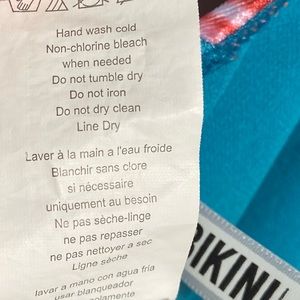 Hand wash cold
Non-chlorine bleach
when needed
Do not tumble dry
Do not iron
Do not dry clean
Line Dry
Laver à la main a l'eau froide
Blanchir sans clore
si nécessaire
uniquement au besoin
Ne pas sèche-linge
ne pas repasser
ne pas nettoyer a sec
Ligne sèche
lavar a mano con agua fria
usar blanqueador
solamente
BIKINI